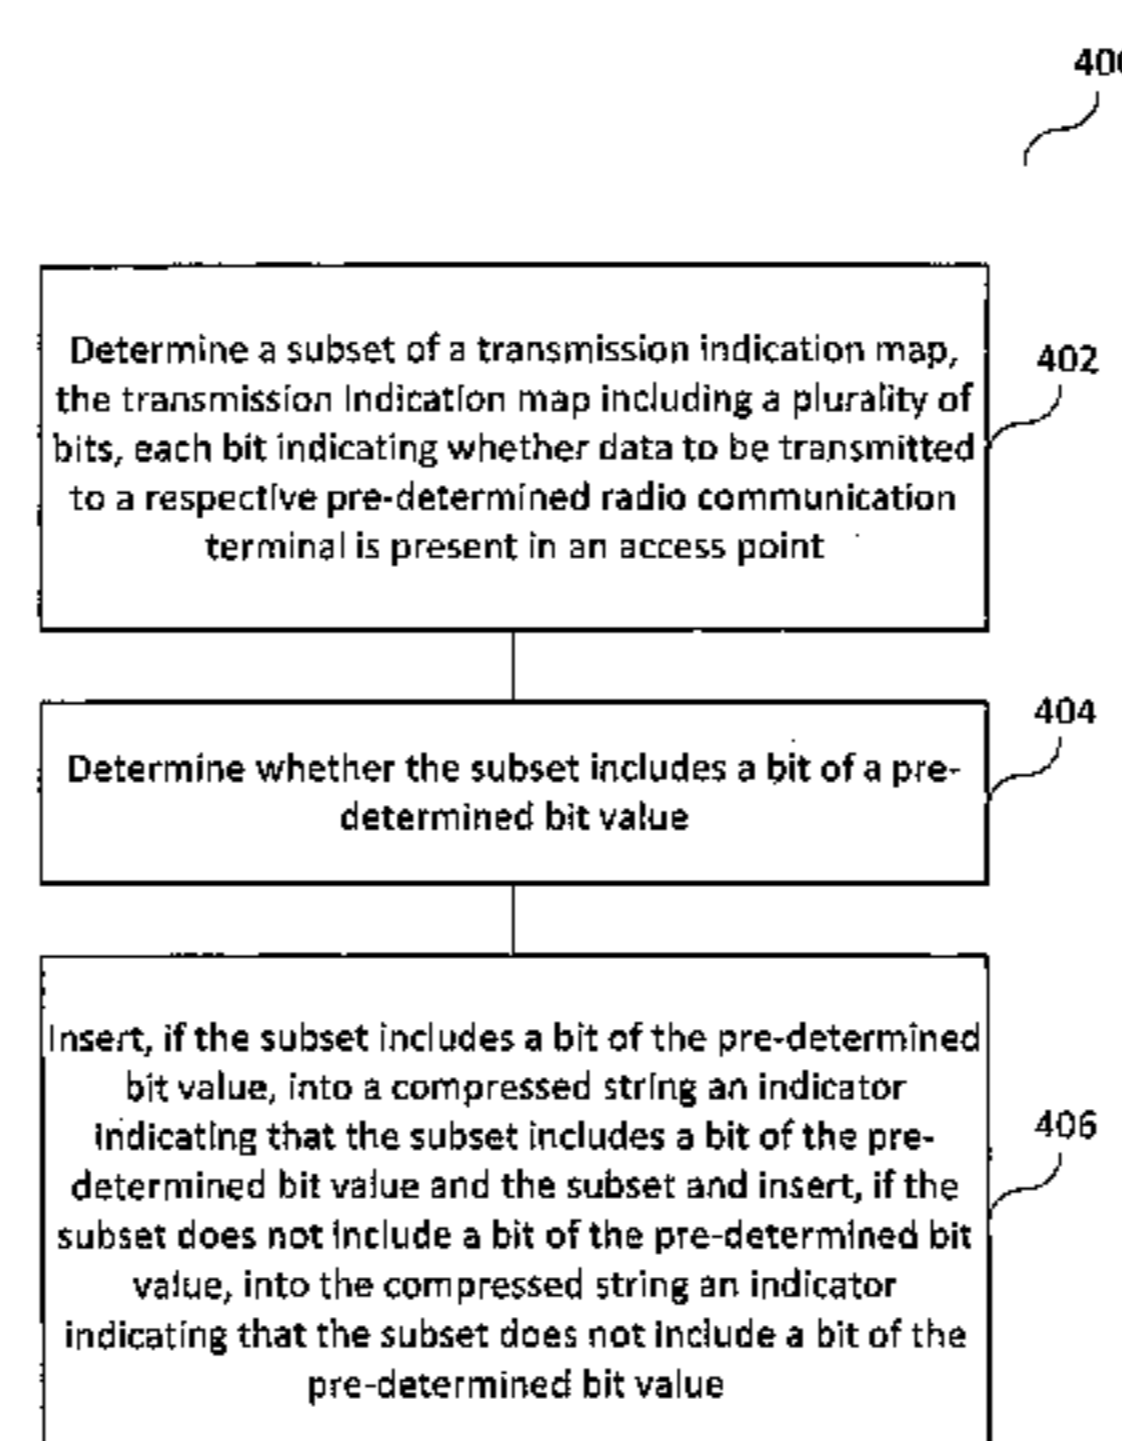 400
Determine a subset of a transmission indication map,
the transmission indication map including a plurality of
bits, each bit indicating whether data to be transmitted
to a respective pre-determined radio communication
terminal is present in an access point
402
Determine whether the subset includes a bit of a pre-
determined bit value
404
Insert, if the subset includes a bit of the pre-determined
bit value, into a compressed string an indicator
indicating that the subset includes a bit of the pre-
determined bit value and the subset and insert, if the
subset does not include a bit of the pre-determined bit
value, into the compressed string an indicator
indicating that the subset does not include a bit of the
pre-determined bit value
406